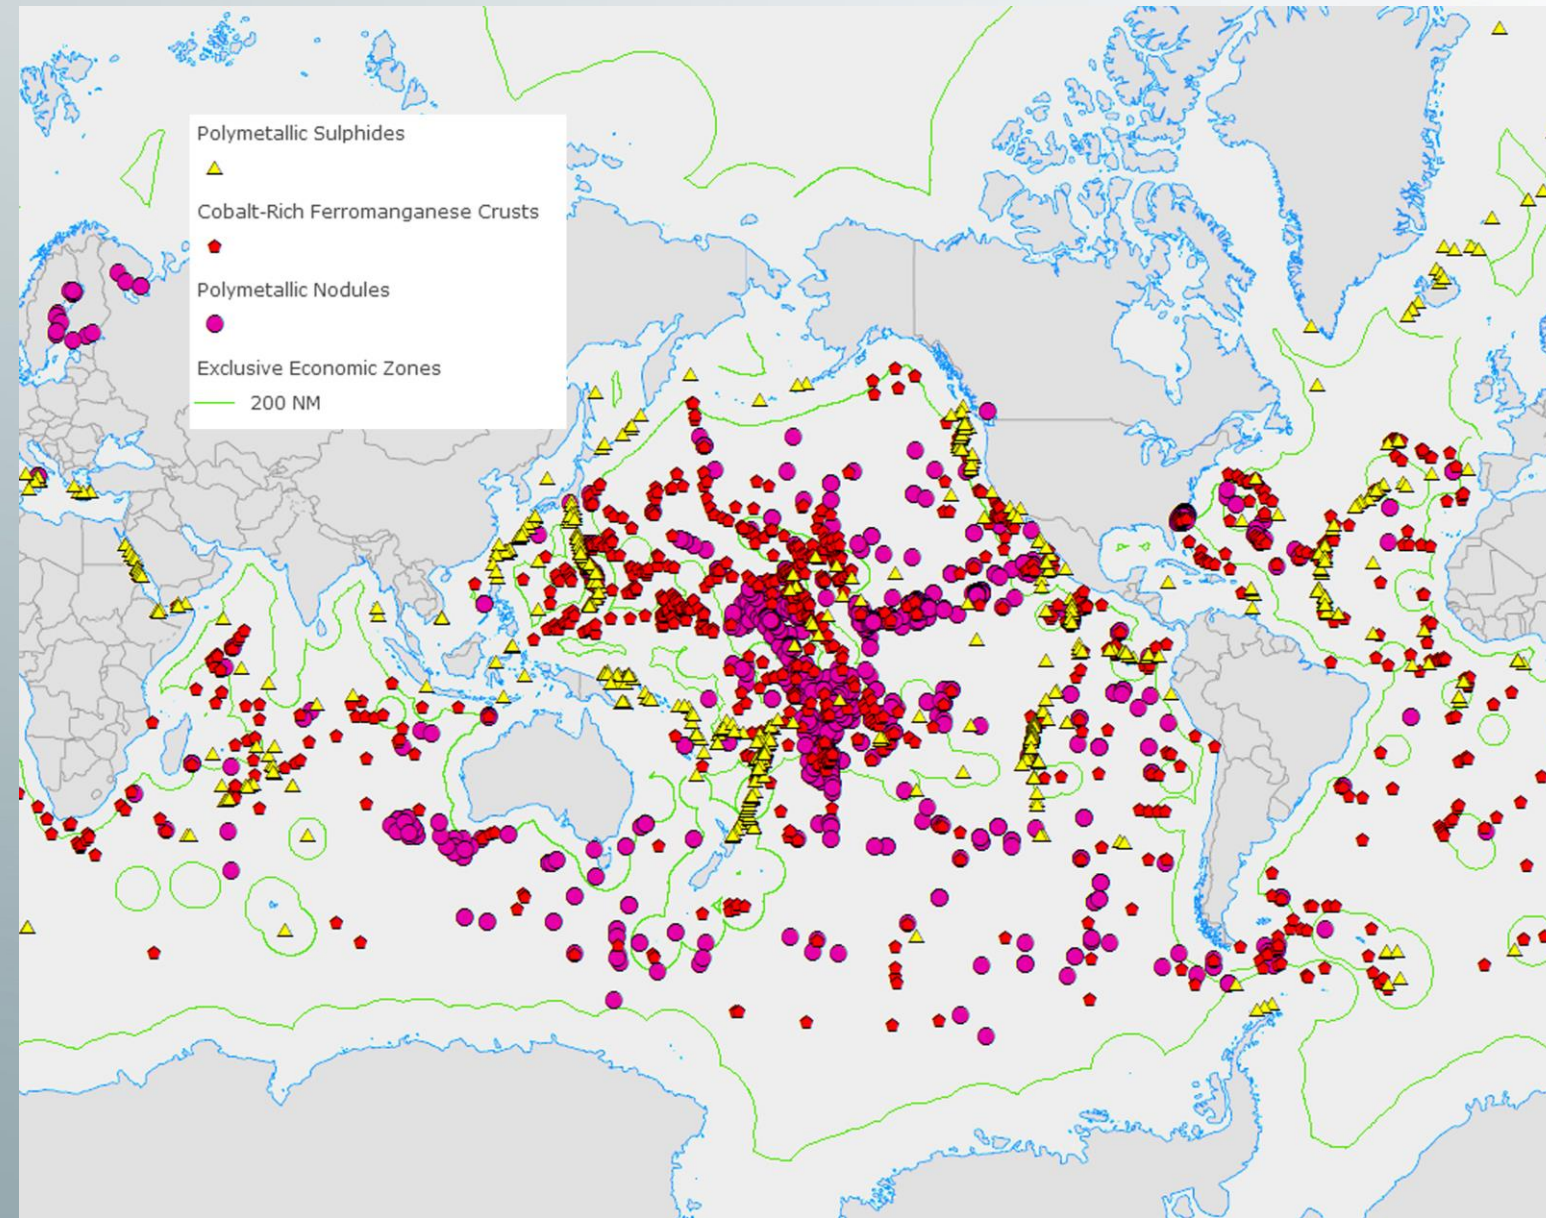 Polymetallic Sulphides
Cobalt-Rich Ferromanganese Crusts
Polymetallic Nodules
Exclusive Economic Zones
200 NM